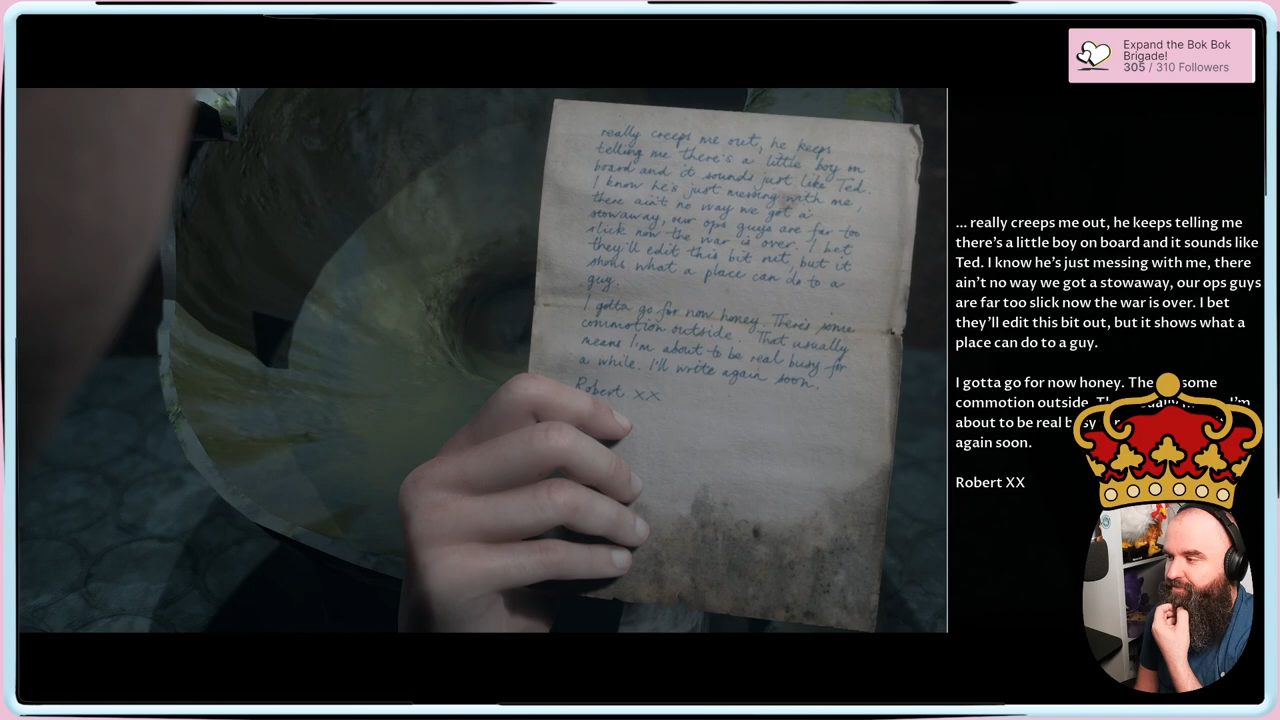 Expand the Bok Bok
Brigade!
305 / 310 Followers
really creeps me out, he keeps
telling me there's a little boy on
board and it sounds just like Ted.
I know he's just messing with me,
there ain't no way we got a
stowaway, our ops guys are far too
slick now the war is over. I bet
they'll edit this bit out, but it
shows what a place can do to a
guy.
I gotta go for now honey. There's some
commotion outside. That usually
means I'm about to be real busy for
a while. I'll write again soon.
Robert XX
... really creeps me out, he keeps telling me
there's a little boy on board and it sounds like
Ted. I know he's just messing with me, there
ain't no way we got a stowaway, our ops guys
are far too slick now the war is over. I bet
they'll edit this bit out, but it shows what a
place can do to a guy.
I gotta go for now honey. The some
commotion outside. I'm
about to be real
again soon.
Robert XX